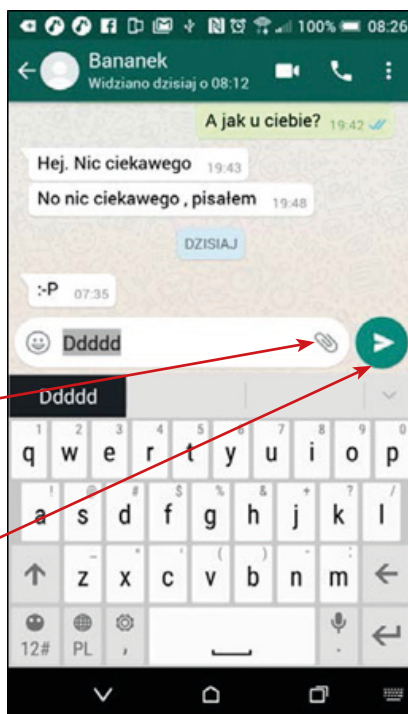 100% 08:26
Bananek
Widziano dzisiaj o 08:12
A jak u ciebie? 19:42
Hej. Nic ciekawego 19:43
No nic ciekawego , pisałem 19:48
DZISIAJ
:-P 07:35
Ddddd
Ddddd
1 2 3 4 5 6 7 8 9 0
q w e r t y u i o p
! @ # $ % & + ? /
a s d f g h j k l
- " ' ( ) - :
z x c v b n m
12# PL , .